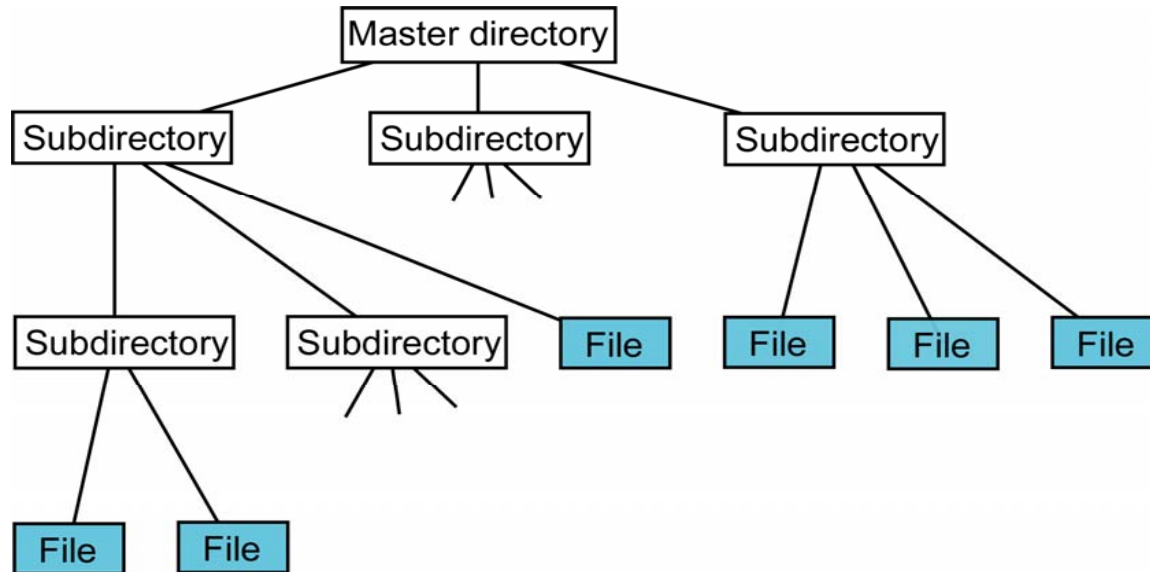 Master directory
Subdirectory
Subdirectory
Subdirectory
Subdirectory
Subdirectory
File
File
File
File
File
File